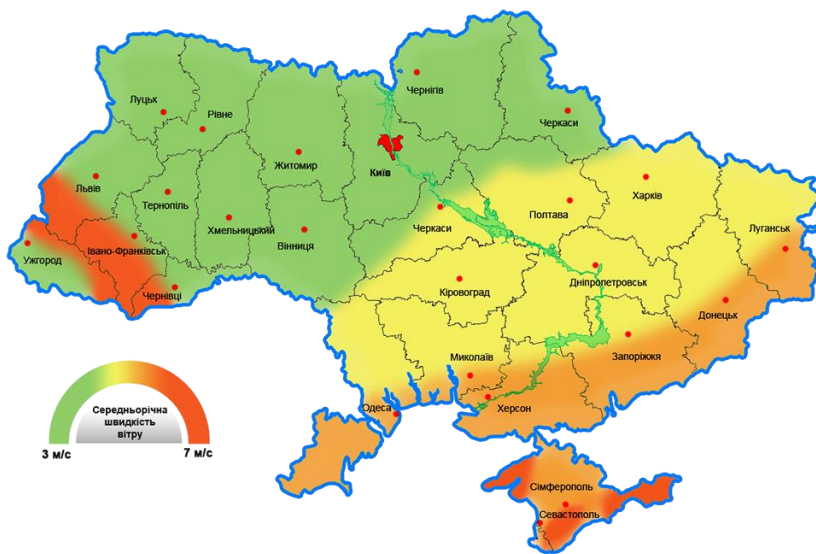 Чернігів
Луцьк
Рівне
Черкаси
Житомир
Київ
Львів
Тернопіль
Харків
Полтава
Черкаси
Хмельницький
Вінниця
Луганськ
Івано-Франківськ
Ужгород
Дніпропетровськ
Кіровоград
Чернівці
Донецьк
Миколаїв
Запоріжжя
Одеса
Херсон
Середньорічна
швидкість
вітру
3 м/с
7 м/с
Сімферополь
Севастополь